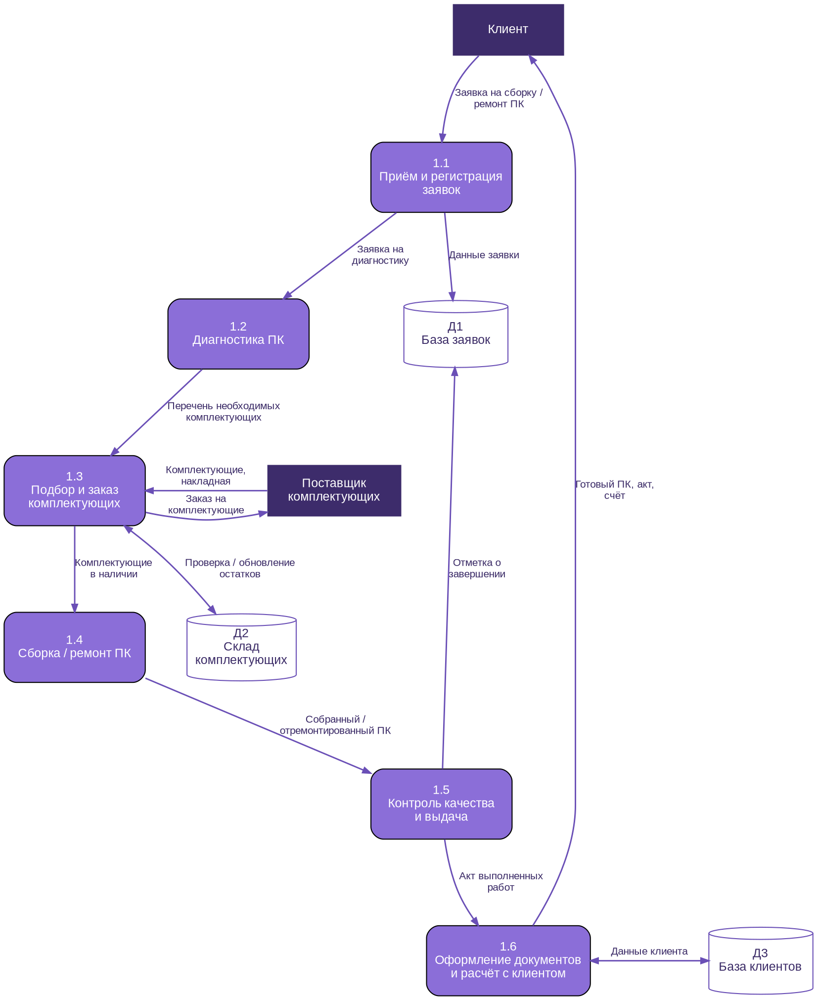 Клиент
Заявка на сборку /
ремонт ПК
1.1
Приём и регистрация
заявок
Заявка на
диагностику
Данные заявки
1.2
Диагностика ПК
Д1
База заявок
Перечень необходимых
комплектующих
1.3
Подбор и заказ
комплектующих
Комплектующие,
накладная
Заказ на
комплектующие
Поставщик
комплектующих
Готовый ПК, акт,
счёт
Комплектующие
в наличии
Проверка / обновление
остатков
Отметка о
завершении
1.4
Сборка / ремонт ПК
Д2
Склад
комплектующих
Собранный /
отремонтированный ПК
1.5
Контроль качества
и выдача
Акт выполненных
работ
1.6
Оформление документов
и расчёт с клиентом
Данные клиента
Д3
База клиентов